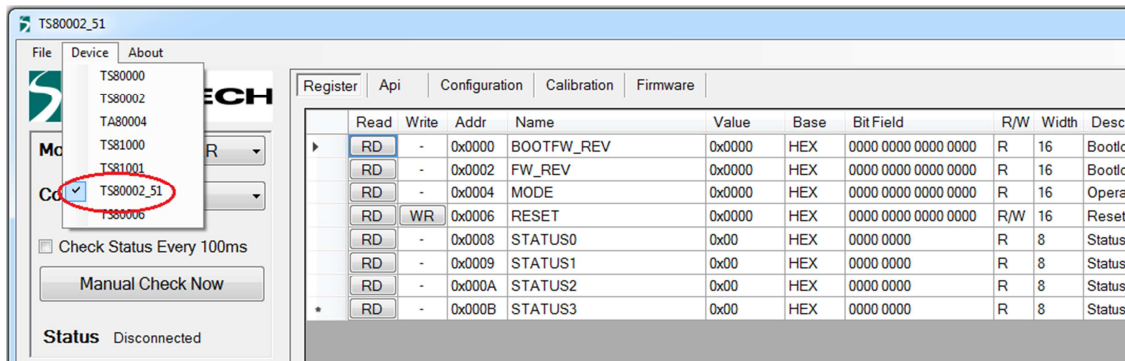 TS80002_51
File Device About
TS80000
TS80002
TA80004
TS81000
TS81001
TS80002_51
TS80006
ECH
Mo R
Co
Check Status Every 100ms
Manual Check Now
Status Disconnected
Register Api Configuration Calibration Firmware
Read Write Addr Name Value Base Bit Field R/W Width Desc
RD - 0x0000 BOOTFW_REV 0x0000 HEX 0000 0000 0000 0000 R 16 Bootlo
RD - 0x0002 FW_REV 0x0000 HEX 0000 0000 0000 0000 R 16 Bootlo
RD - 0x0004 MODE 0x0000 HEX 0000 0000 0000 0000 R 16 Opera
RD WR 0x0006 RESET 0x0000 HEX 0000 0000 0000 0000 R/W 16 Reset
RD - 0x0008 STATUS0 0x00 HEX 0000 0000 R 8 Status
RD - 0x0009 STATUS1 0x00 HEX 0000 0000 R 8 Status
RD - 0x000A STATUS2 0x00 HEX 0000 0000 R 8 Status
* RD - 0x000B STATUS3 0x00 HEX 0000 0000 R 8 Status